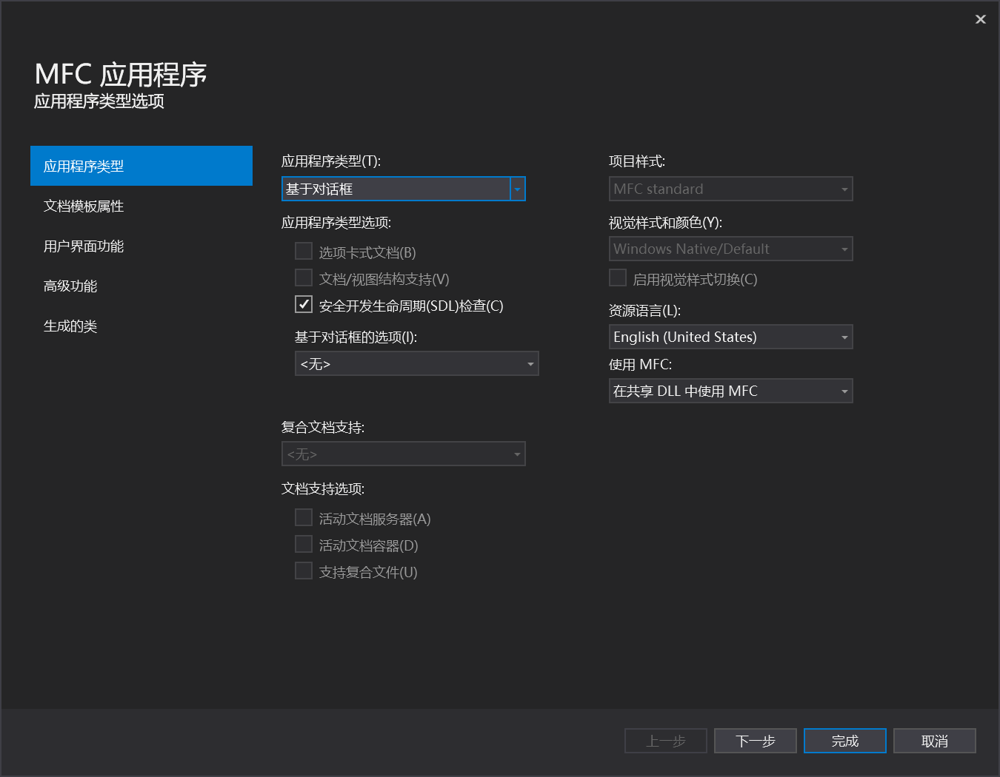 MFC 应用程序
应用程序类型选项
应用程序类型
文档模板属性
用户界面功能
高级功能
生成的类
应用程序类型(T):
基于对话框
应用程序类型选项:
选项卡式文档(B)
文档/视图结构支持(V)
安全开发生命周期(SDL)检查(C)
基于对话框的选项(I):
<无>
复合文档支持:
<无>
文档支持选项:
活动文档服务器(A)
活动文档容器(D)
支持复合文件(U)
项目样式:
MFC standard
视觉样式和颜色(Y):
Windows Native/Default
启用视觉样式切换(C)
资源语言(L):
English (United States)
使用 MFC:
在共享 DLL 中使用 MFC
上一步
下一步
完成
取消